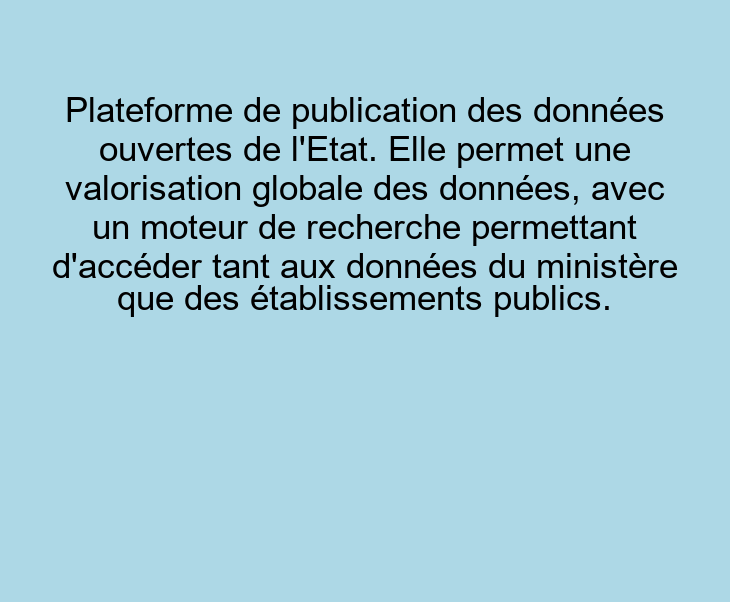 Plateforme de publication des données
ouvertes de l'Etat. Elle permet une
valorisation globale des données, avec
un moteur de recherche permettant
d'accéder tant aux données du ministère
que des établissements publics.